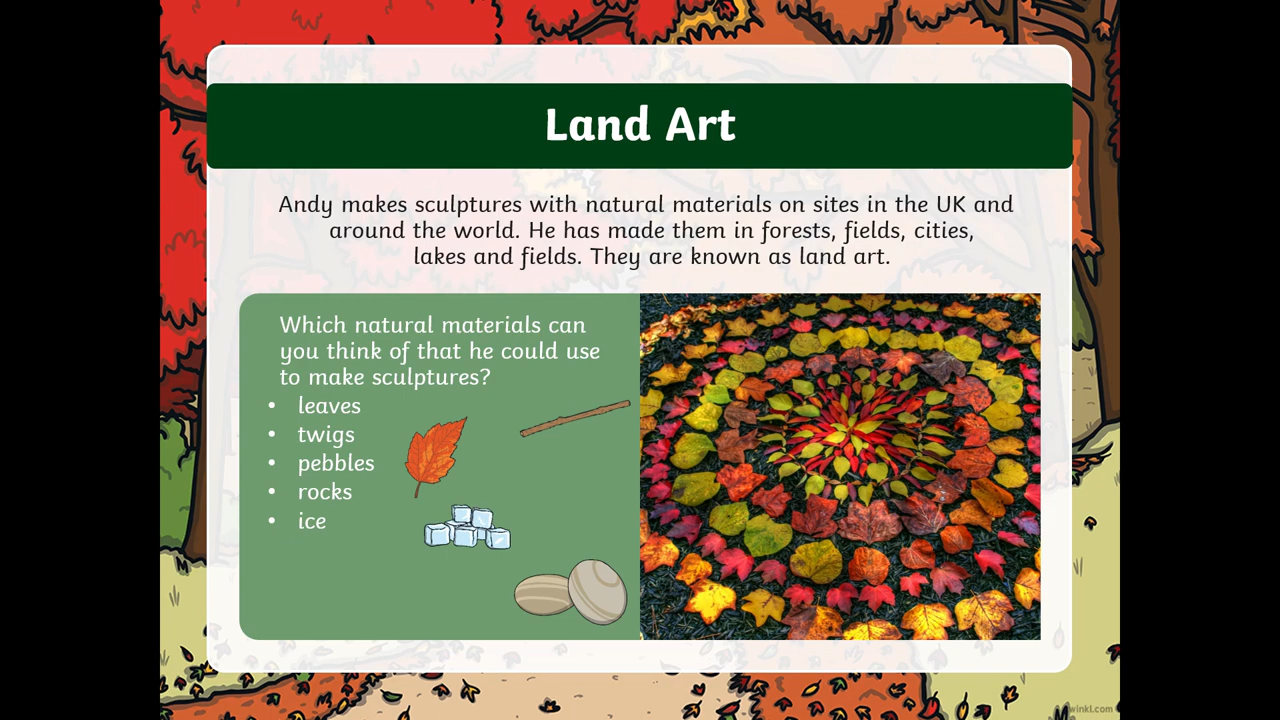 Land Art
Andy makes sculptures with natural materials on sites in the UK and
around the world. He has made them in forests, fields, cities,
lakes and fields. They are known as land art.
Which natural materials can
you think of that he could use
to make sculptures?
• leaves
• twigs
• pebbles
• rocks
• ice
winkl.com